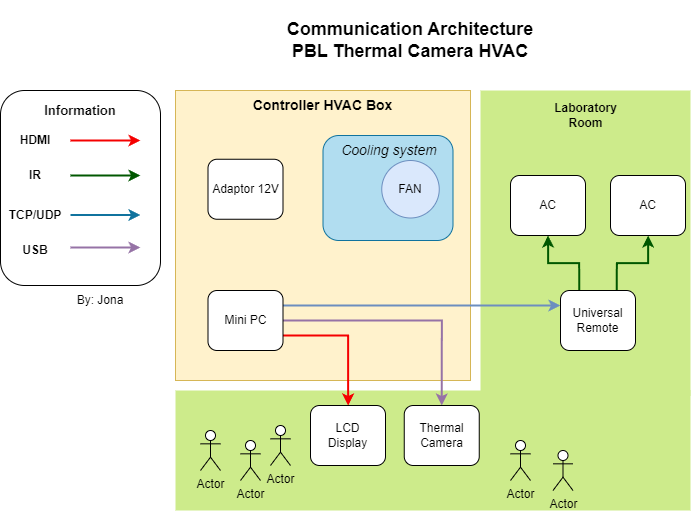 Communication Architecture
PBL Thermal Camera HVAC
Information
HDMI
IR
TCP/UDP
USB
By: Jona
Controller HVAC Box
Adaptor 12V
Cooling system
FAN
Mini PC
Laboratory
Room
AC
AC
Universal
Remote
LCD
Display
Thermal
Camera
Actor
Actor
Actor
Actor
Actor